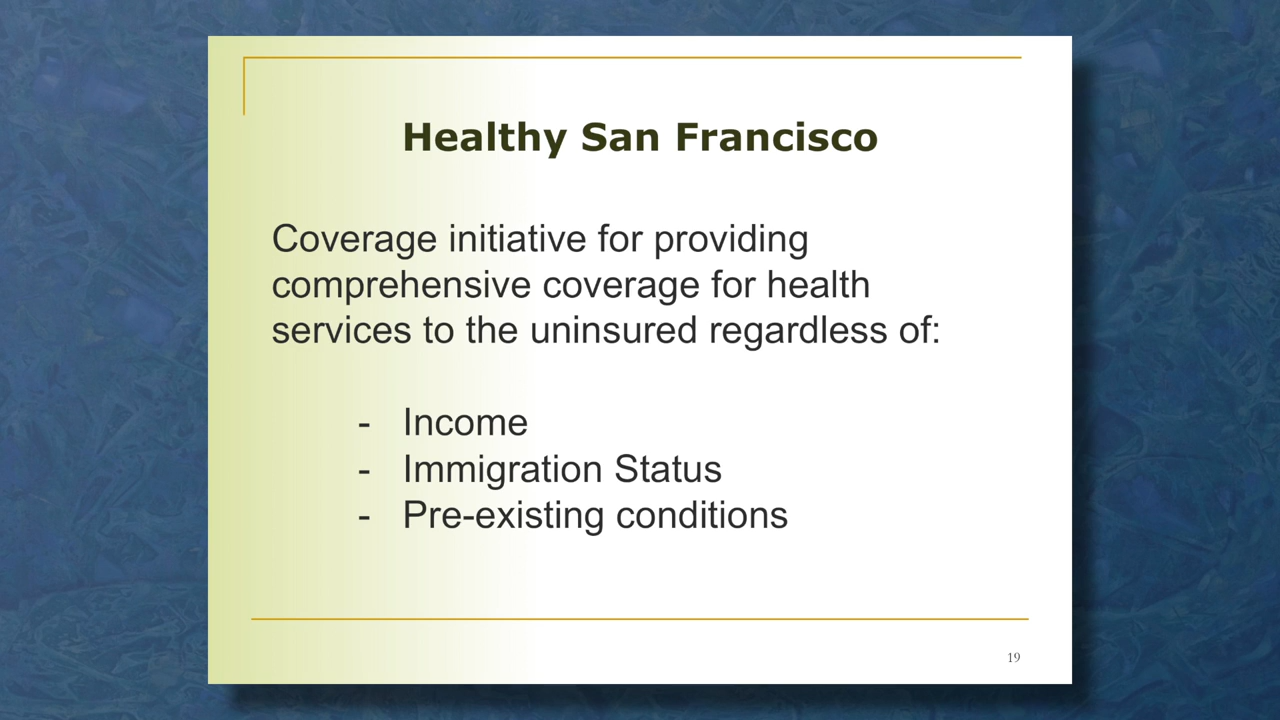 Healthy San Francisco
Coverage initiative for providing
comprehensive coverage for health
services to the uninsured regardless of:
- Income
- Immigration Status
- Pre-existing conditions
19